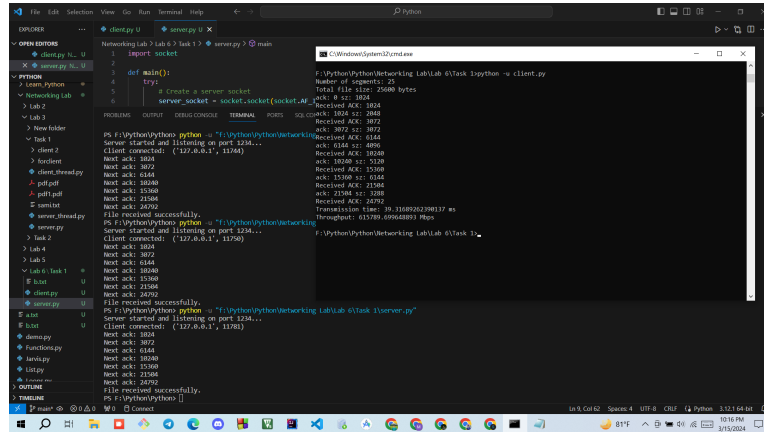 File Edit Selection View Go Run Terminal Help
Python
EXPLORER
client.py U
server.py U
OPEN EDITORS
client.py N... U
server.py N... U
PYTHON
Learn_Python
Networking Lab
Lab 2
Lab 3
New folder
Task 1
client 2
forclient
client_thread.py
pdf.pdf
pdf1.pdf
sami.txt
server_thread.py
server.py
Task 2
Lab 4
Lab 5
Lab 6 \ Task 1
b.txt U
client.py U
server.py U
a.txt U
b.txt U
demo.py
Functions.py
Jarvis.py
List.py
OUTLINE
TIMELINE
Networking Lab > Lab 6 > Task 1 > server.py > main
1 import socket
2
3 def main():
4 try:
5 # Create a server socket
6 server_socket = socket.socket(socket.AF_
PROBLEMS OUTPUT DEBUG CONSOLE TERMINAL PORTS SQL CO
PS F:\Python\Python> python -u "f:\Python\Python\Networking
Server started and listening on port 1234...
Client connected: ('127.0.0.1', 11744)
Next ack: 1024
Next ack: 3072
Next ack: 6144
Next ack: 10240
Next ack: 15360
Next ack: 21504
Next ack: 24792
File received successfully.
PS F:\Python\Python> python -u "f:\Python\Python\Networking
Server started and listening on port 1234...
Client connected: ('127.0.0.1', 11750)
Next ack: 1024
Next ack: 3072
Next ack: 6144
Next ack: 10240
Next ack: 15360
Next ack: 21504
Next ack: 24792
File received successfully.
PS F:\Python\Python> python -u "f:\Python\Python\Networking Lab\Lab 6\Task 1\server.py"
Server started and listening on port 1234...
Client connected: ('127.0.0.1', 11781)
Next ack: 1024
Next ack: 3072
Next ack: 6144
Next ack: 10240
Next ack: 15360
Next ack: 21504
Next ack: 24792
File received successfully.
PS F:\Python\Python>
C:\Windows\System32\cmd.exe
F:\Python\Python\Networking Lab\Lab 6\Task 1>python -u client.py
Number of segments: 25
Total file size: 25600 bytes
ack: 0 sz: 1024
Received ACK: 1024
ack: 1024 sz: 2048
Received ACK: 3072
ack: 3072 sz: 3072
Received ACK: 6144
ack: 6144 sz: 4096
Received ACK: 10240
ack: 10240 sz: 5120
Received ACK: 15360
ack: 15360 sz: 6144
Received ACK: 21504
ack: 21504 sz: 3288
Received ACK: 24792
Transmission time: 39.31689262390137 ms
Throughput: 615789.699648893 Mbps
F:\Python\Python\Networking Lab\Lab 6\Task 1>
main* 0 0 0 Connect
Ln 9, Col 62 Spaces: 4 UTF-8 CRLF Python 3.12.1 64-bit
81°F
10:16 PM
3/15/2024